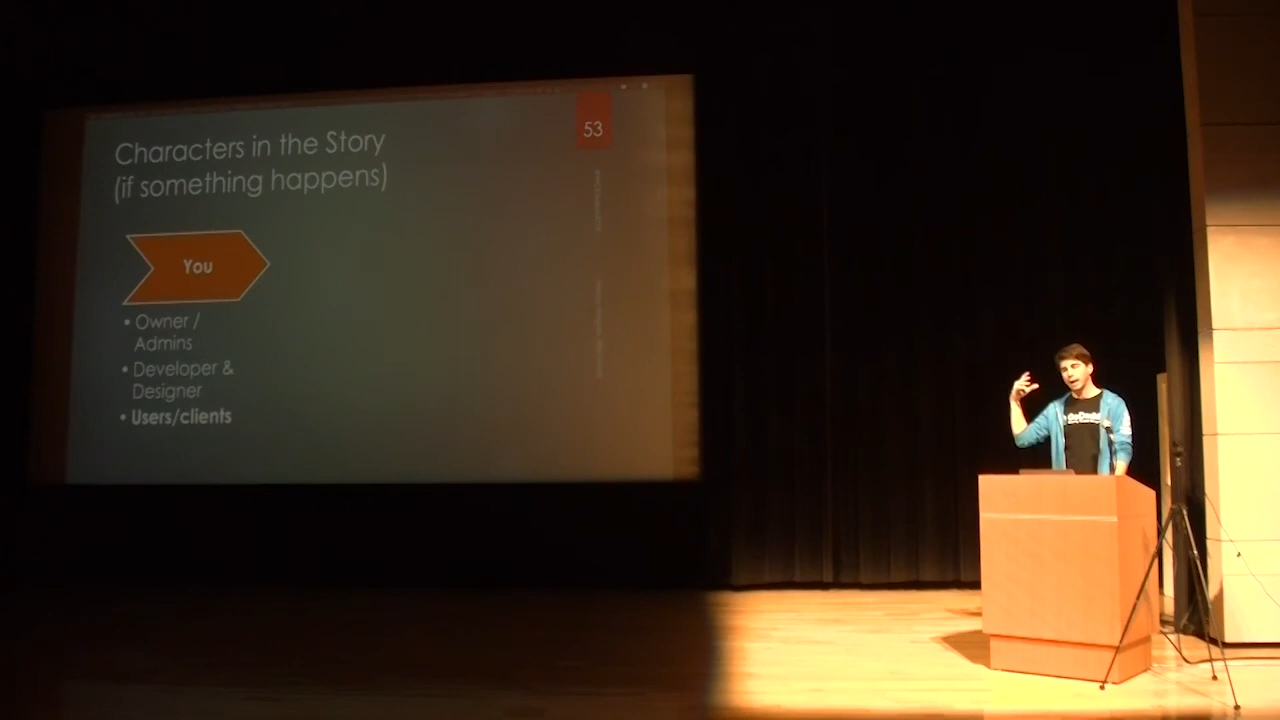 53
Characters in the Story
(if something happens)
You
• Owner /
Admins
• Developer &
Designer
• Users/clients